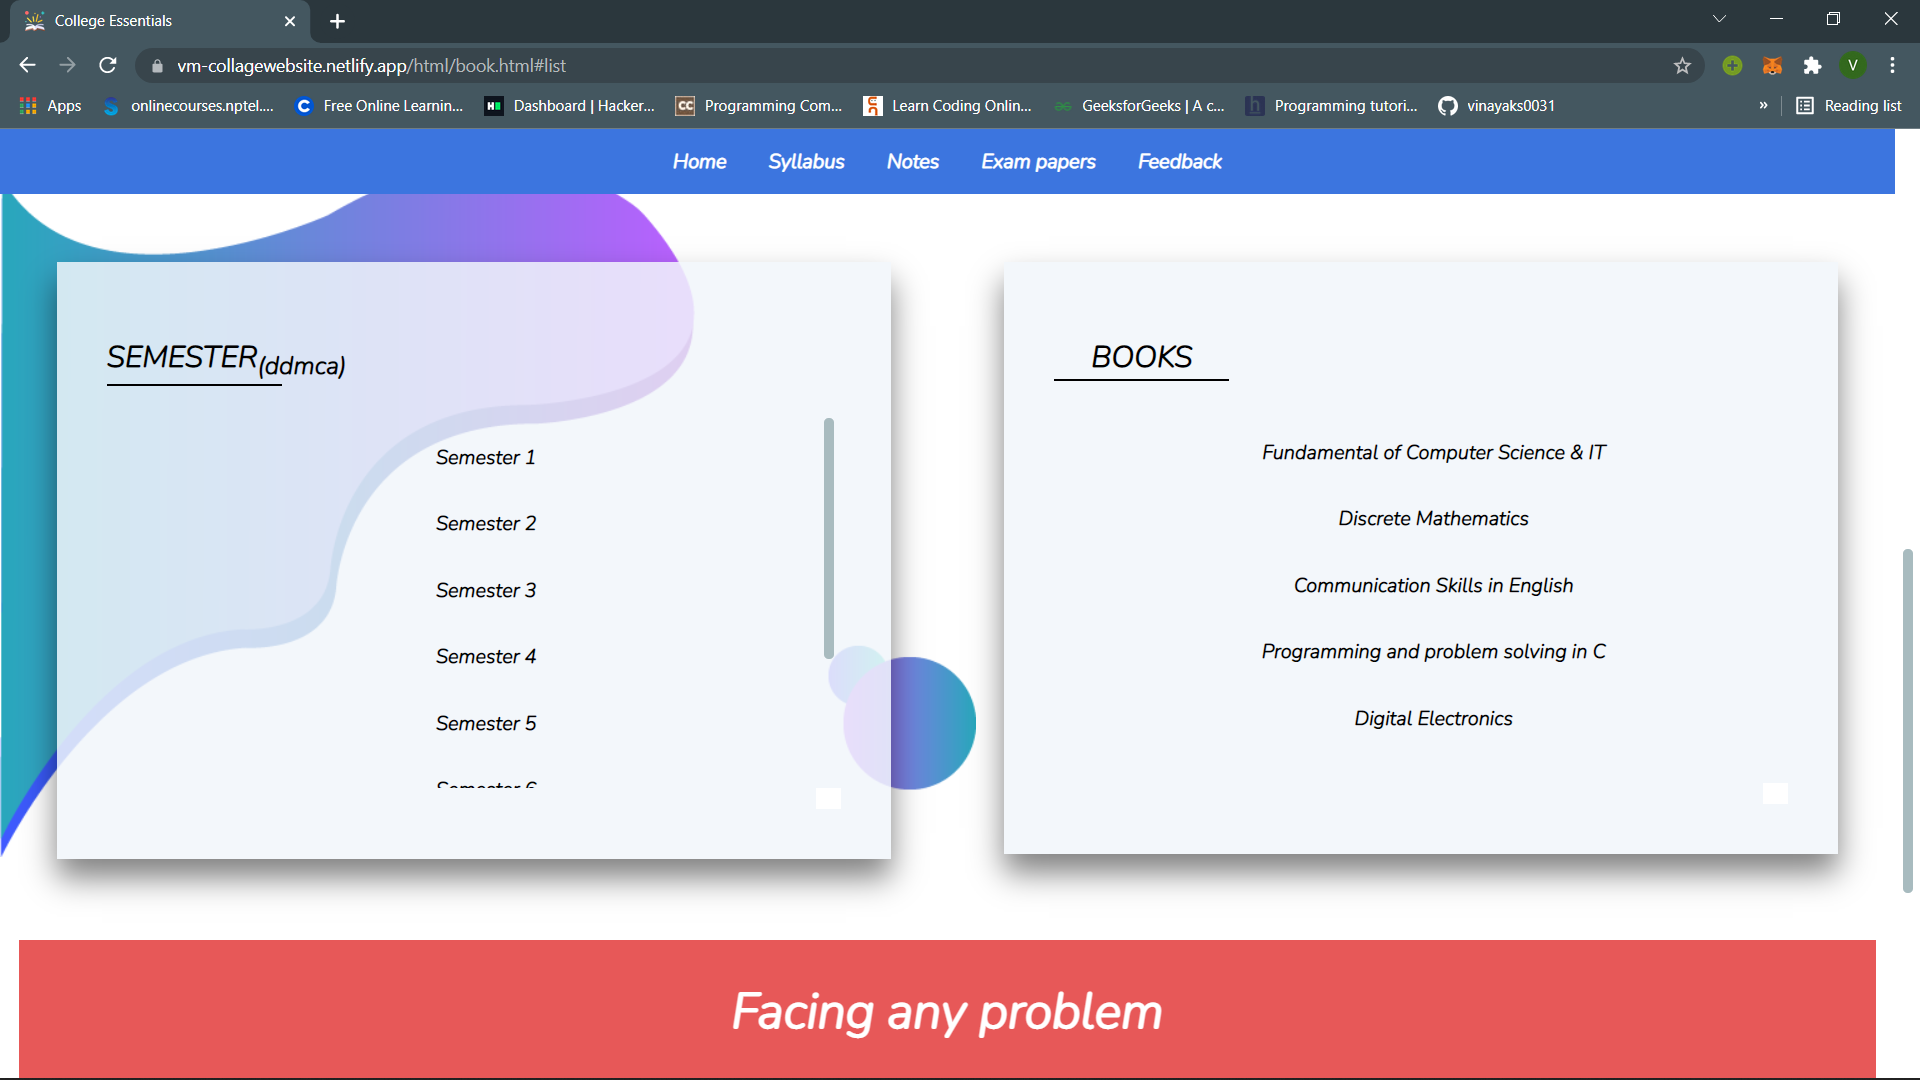 College Essentials
vm-collagewebsite.netlify.app/html/book.html#list
V
Apps
onlinecourses.nptel....
Free Online Learnin...
Dashboard | Hacker...
Programming Com...
Learn Coding Onlin...
GeeksforGeeks | A c...
Programming tutori...
vinayaks0031
»
Reading list
Home
Syllabus
Notes
Exam papers
Feedback
SEMESTER(ddmca)
Semester 1
Semester 2
Semester 3
Semester 4
Semester 5
Semester 6
BOOKS
Fundamental of Computer Science & IT
Discrete Mathematics
Communication Skills in English
Programming and problem solving in C
Digital Electronics
Facing any problem